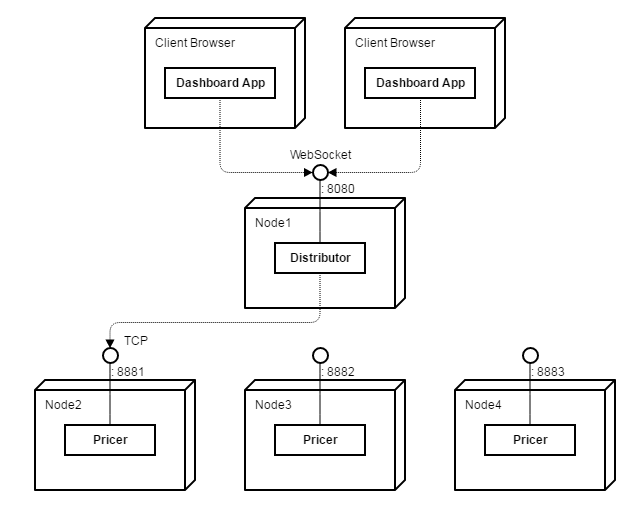 Client Browser
Client Browser
Dashboard App
Dashboard App
WebSocket
: 8080
Node1
Distributor
TCP
: 8881
: 8882
: 8883
Node2
Node3
Node4
Pricer
Pricer
Pricer